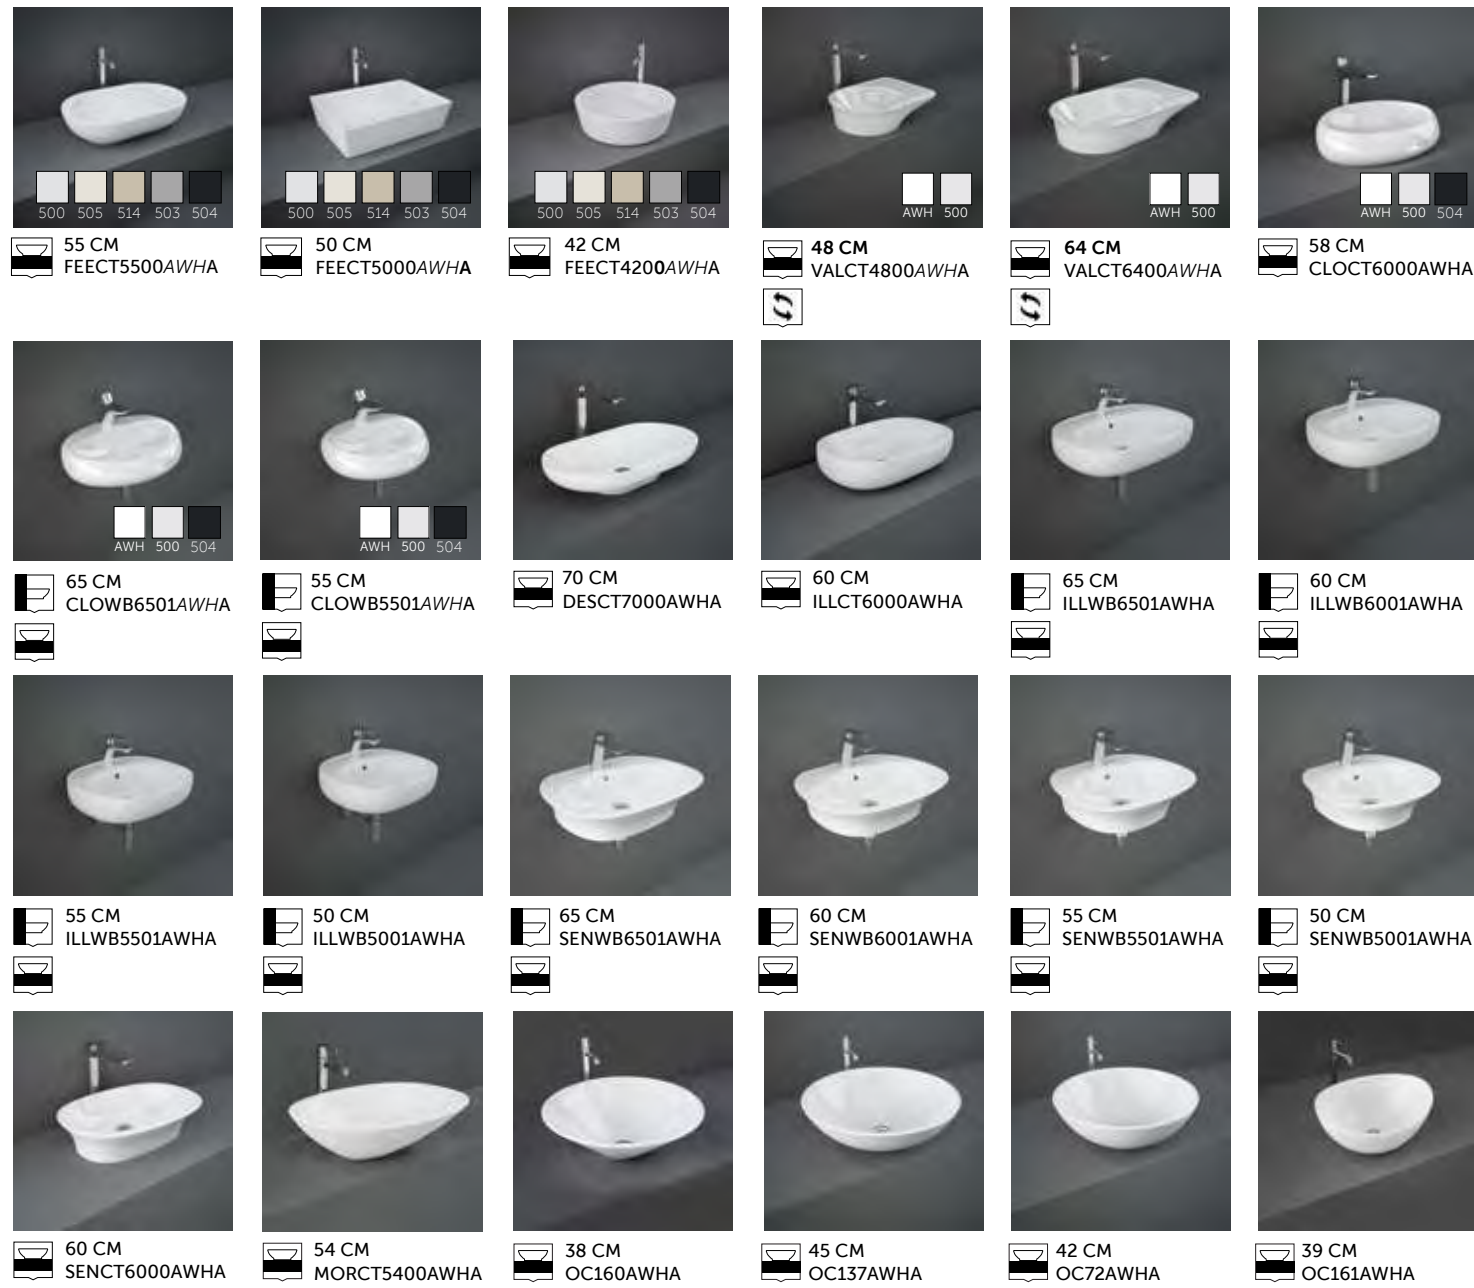 500 505 514 503 504
55 CM
FEECT5500AWHA
500 505 514 503 504
50 CM
FEECT5000AWHA
500 505 514 503 504
42 CM
FEECT4200AWHA
AWH 500
48 CM
VALCT4800AWHA
AWH 500
64 CM
VALCT6400AWHA
AWH 500 504
58 CM
CLOCT6000AWHA
AWH 500 504
65 CM
CLOWB6501AWHA
AWH 500 504
55 CM
CLOWB5501AWHA
70 CM
DESCT7000AWHA
60 CM
ILLCT6000AWHA
65 CM
ILLWB6501AWHA
60 CM
ILLWB6001AWHA
55 CM
ILLWB5501AWHA
50 CM
ILLWB5001AWHA
65 CM
SENWB6501AWHA
60 CM
SENWB6001AWHA
55 CM
SENWB5501AWHA
50 CM
SENWB5001AWHA
60 CM
SENCT6000AWHA
54 CM
MORCT5400AWHA
38 CM
OC160AWHA
45 CM
OC137AWHA
42 CM
OC72AWHA
39 CM
OC161AWHA